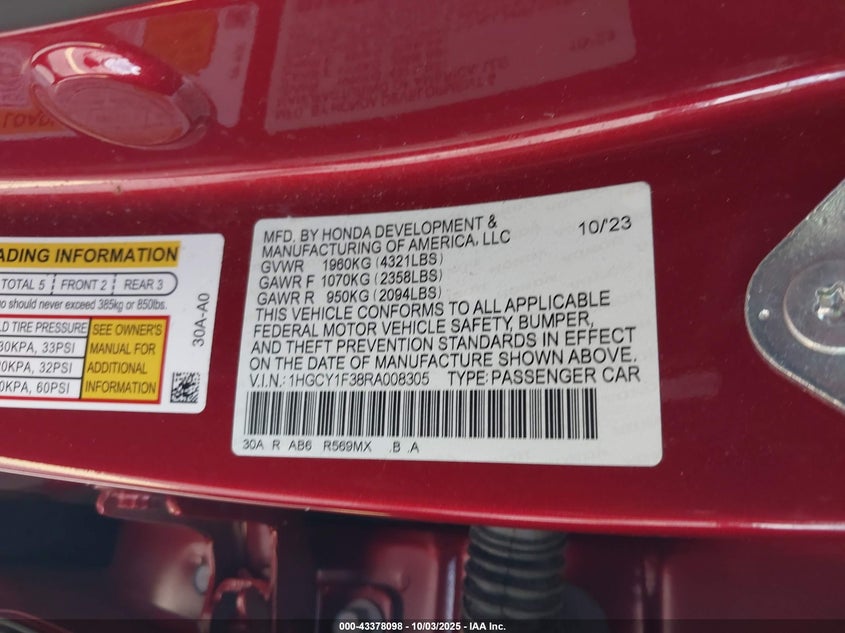 MFD. BY HONDA DEVELOPMENT &
MANUFACTURING OF AMERICA, LLC 10/'23
GVWR 1960KG (4321LBS)
GAWR F 1070KG (2358LBS)
GAWR R 950KG (2094LBS)
THIS VEHICLE CONFORMS TO ALL APPLICABLE
FEDERAL MOTOR VEHICLE SAFETY, BUMPER,
AND THEFT PREVENTION STANDARDS IN EFFECT
ON THE DATE OF MANUFACTURE SHOWN ABOVE.
V.I.N.: 1HGCY1F38RA008305 TYPE: PASSENGER CAR
30A R AB6 R569MX .B .A
ADING INFORMATION
TOTAL 5 FRONT 2 REAR 3
should never exceed 385kg or 850lbs.
TIRE PRESSURE
30KPA, 33PSI
0KPA, 32PSI
0KPA, 60PSI
SEE OWNER'S
MANUAL FOR
ADDITIONAL
INFORMATION
30A-A0
000-43378098 - 10/03/2025 - IAA Inc.